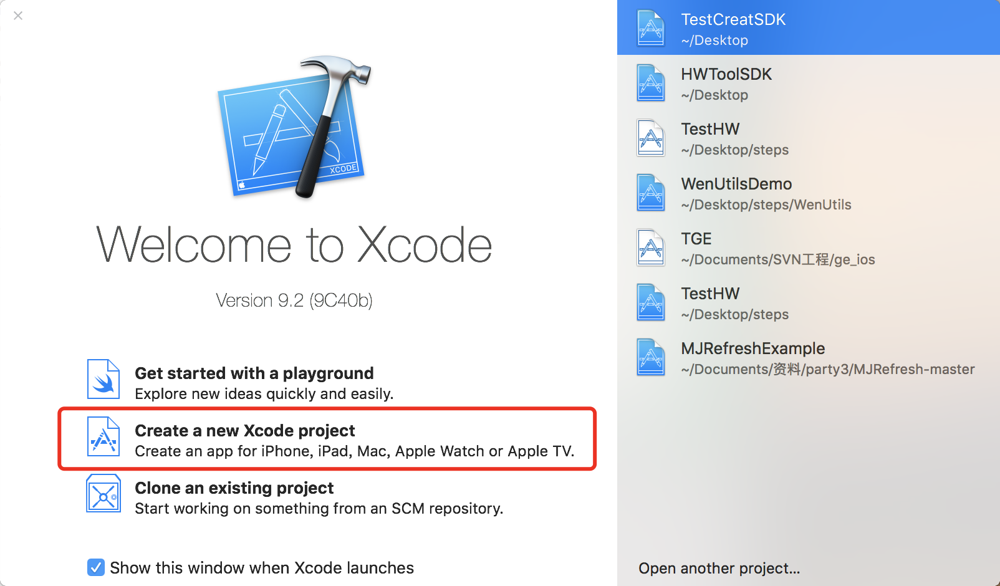 XCODE
Welcome to Xcode
Version 9.2 (9C40b)
Get started with a playground
Explore new ideas quickly and easily.
Create a new Xcode project
Create an app for iPhone, iPad, Mac, Apple Watch or Apple TV.
Clone an existing project
Start working on something from an SCM repository.
Show this window when Xcode launches
TestCreatSDK
~/Desktop
HWToolSDK
~/Desktop
TestHW
~/Desktop/steps
WenUtilsDemo
~/Desktop/steps/WenUtils
TGE
~/Documents/SVN工程/ge_ios
TestHW
~/Desktop/steps
MJRefreshExample
~/Documents/资料/party3/MJRefresh-master
Open another project...